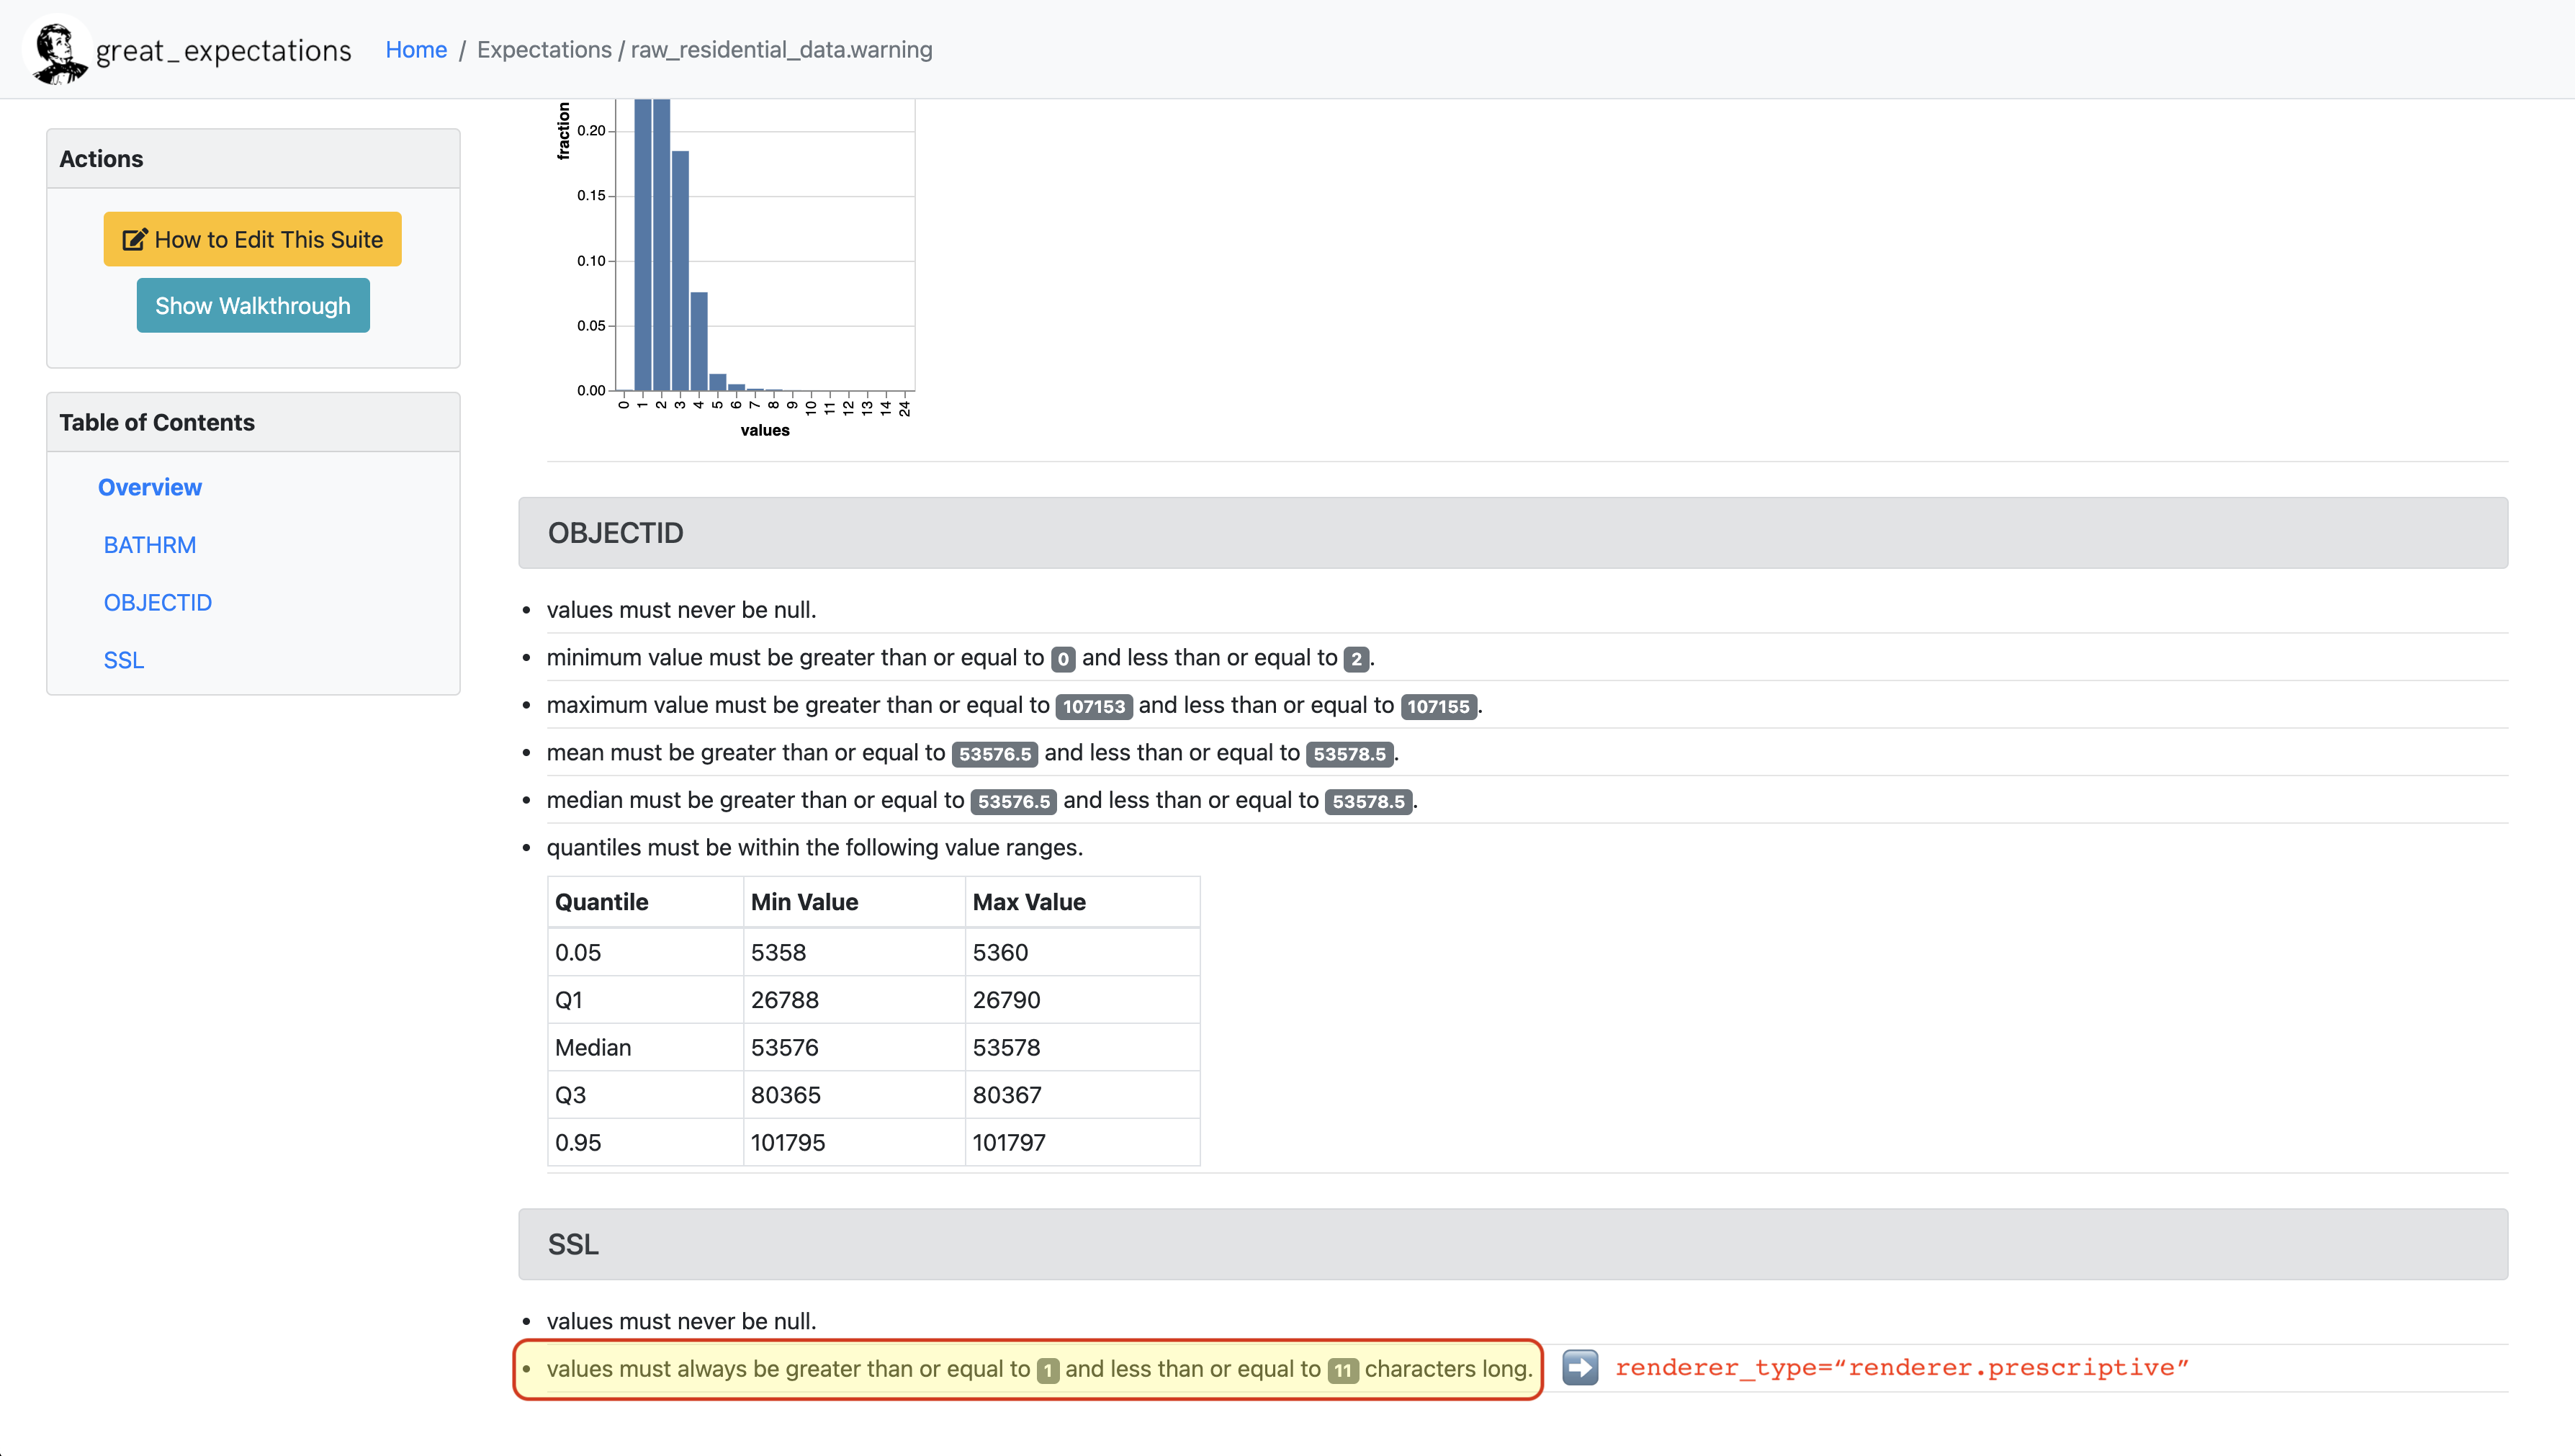 great_expectations
Home / Expectations / raw_residential_data.warning
Actions
How to Edit This Suite
Show Walkthrough
Table of Contents
Overview
BATHRM
OBJECTID
SSL
fraction
0.20
0.15
0.10
0.05
0.00
0 1 2 3 4 5 6 7 8 9 10 11 12 13 14 24
values
OBJECTID
values must never be null.
minimum value must be greater than or equal to 0 and less than or equal to 2.
maximum value must be greater than or equal to 107153 and less than or equal to 107155.
mean must be greater than or equal to 53576.5 and less than or equal to 53578.5.
median must be greater than or equal to 53576.5 and less than or equal to 53578.5.
quantiles must be within the following value ranges.
Quantile Min Value Max Value
0.05 5358 5360
Q1 26788 26790
Median 53576 53578
Q3 80365 80367
0.95 101795 101797
SSL
values must never be null.
values must always be greater than or equal to 1 and less than or equal to 11 characters long. renderer_type=“renderer.prescriptive”